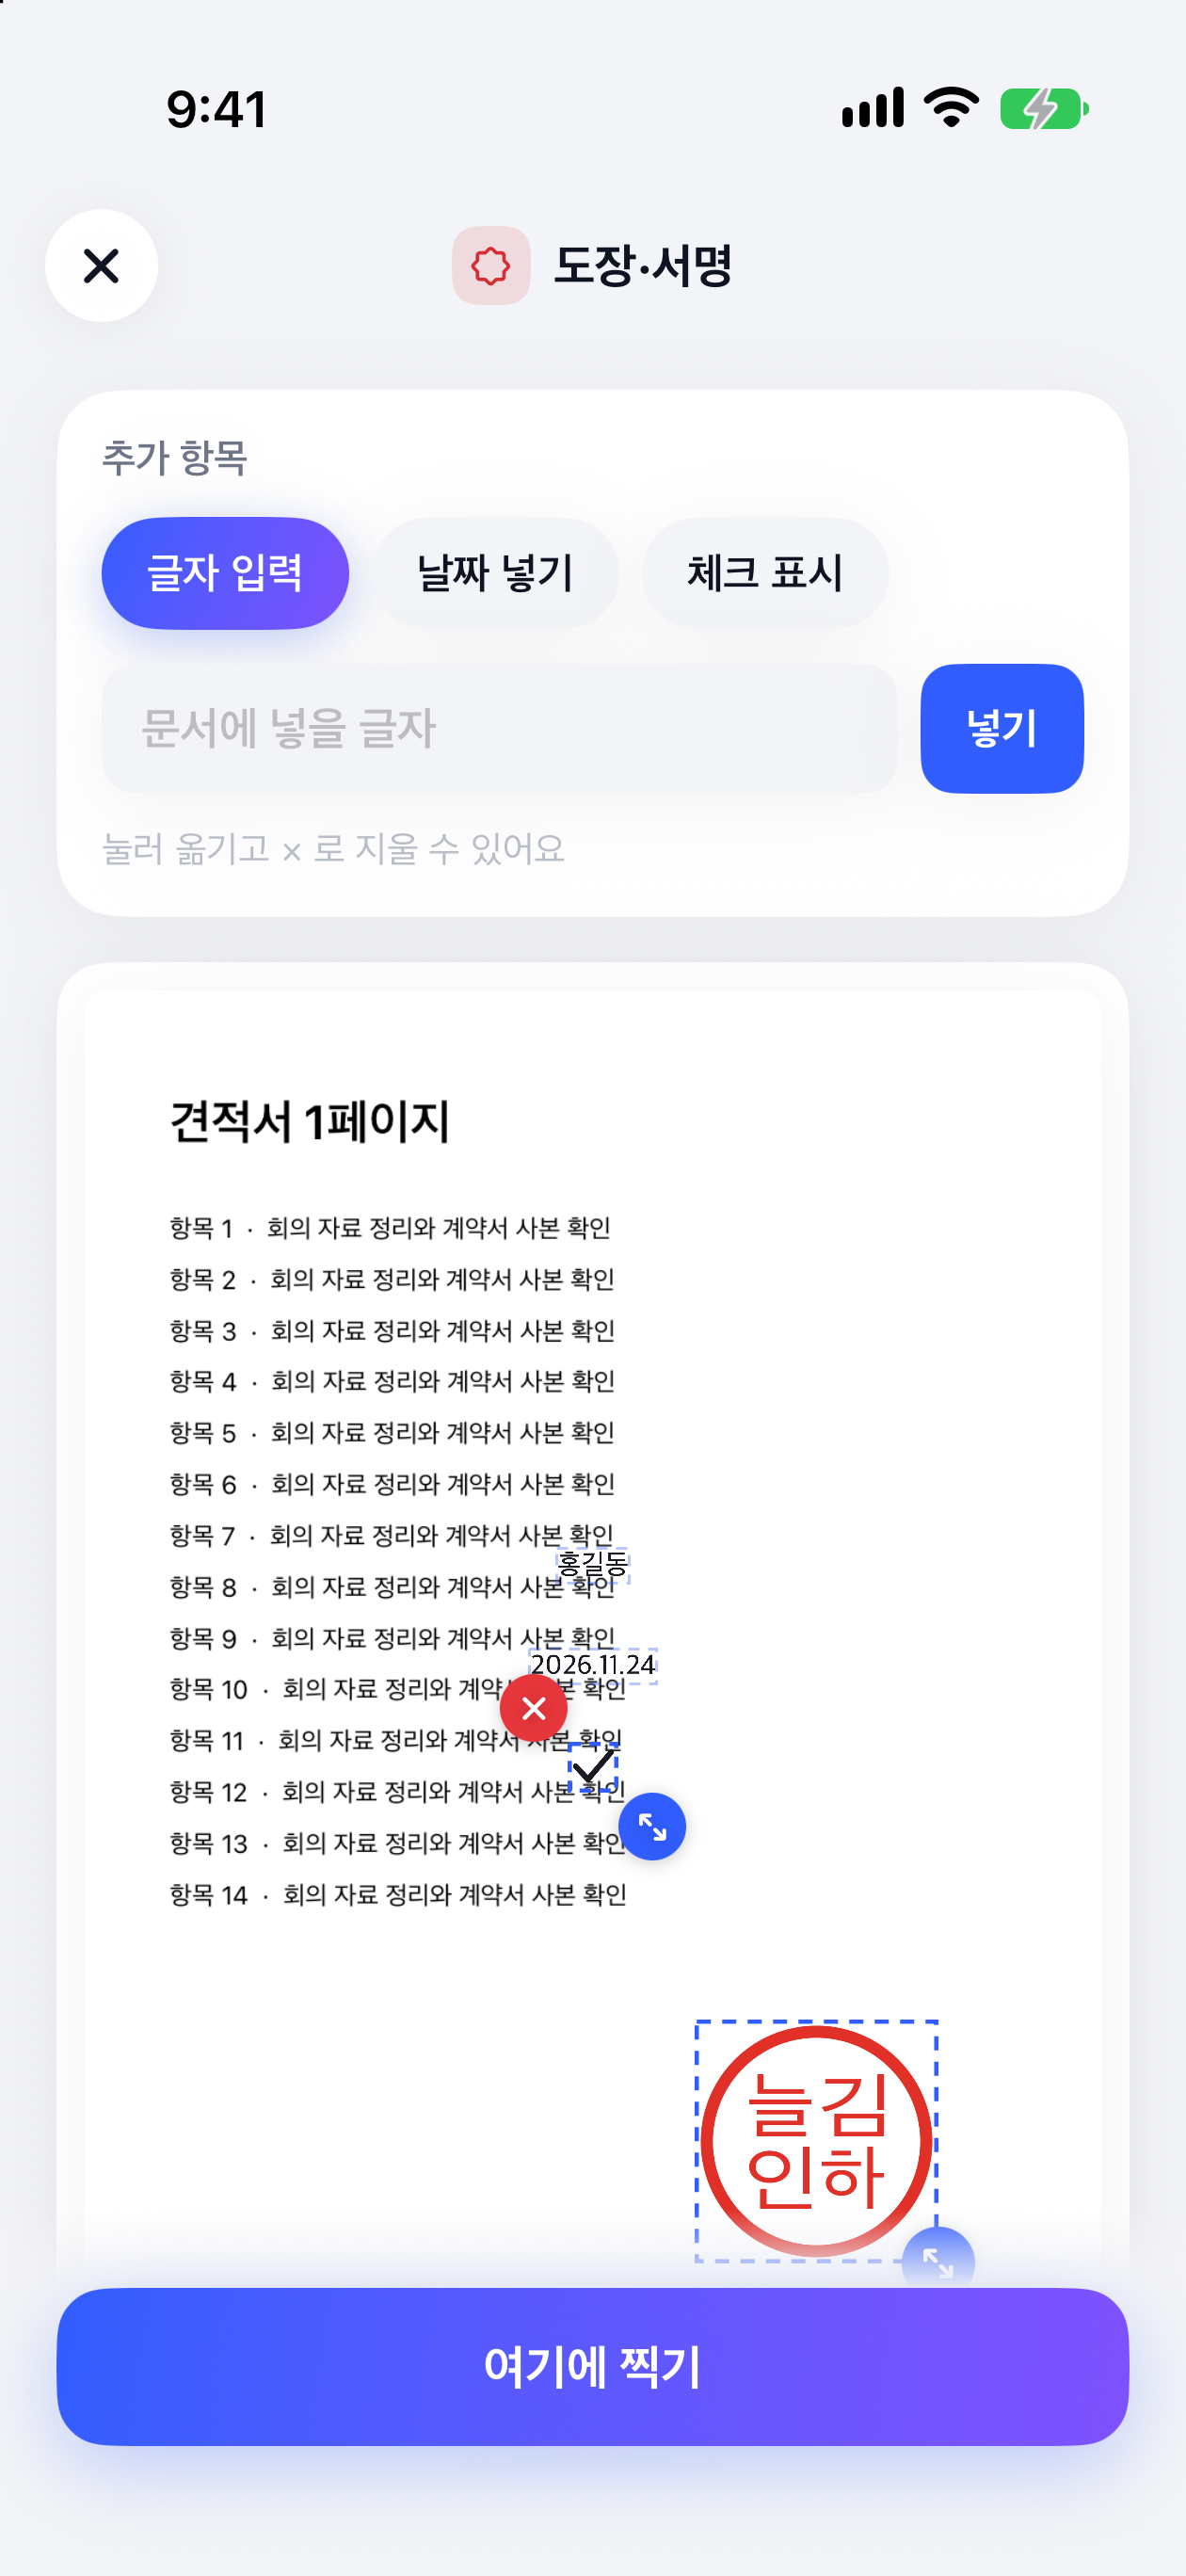 9:41
도장·서명
추가 항목
글자 입력 날짜 넣기 체크 표시
문서에 넣을 글자 넣기
눌러 옮기고 × 로 지울 수 있어요
견적서 1페이지
항목 1 · 회의 자료 정리와 계약서 사본 확인
항목 2 · 회의 자료 정리와 계약서 사본 확인
항목 3 · 회의 자료 정리와 계약서 사본 확인
항목 4 · 회의 자료 정리와 계약서 사본 확인
항목 5 · 회의 자료 정리와 계약서 사본 확인
항목 6 · 회의 자료 정리와 계약서 사본 확인
항목 7 · 회의 자료 정리와 계약서 사본 확인
홍길동
항목 8 · 회의 자료 정리와 계약서 사본 확인
항목 9 · 회의 자료 정리와 계약서 사본 확인
2026.11.24
항목 10 · 회의 자료 정리와 계약 확인
항목 11 · 회의 자료 정리와 계약서 사본 확인
항목 12 · 회의 자료 정리와 계약서 사본 확인
항목 13 · 회의 자료 정리와 계약서 사본 확인
항목 14 · 회의 자료 정리와 계약서 사본 확인
늘김
인하
여기에 찍기